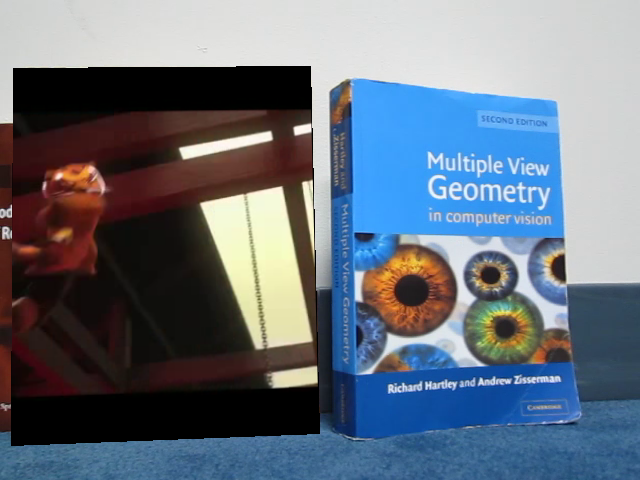 SECOND EDITION
Multiple View
Geometry
in computer vision
Richard Hartley and Andrew Zisserman
CAMBRIDGE
Hartley and
Zisserman
Multiple View Geometry